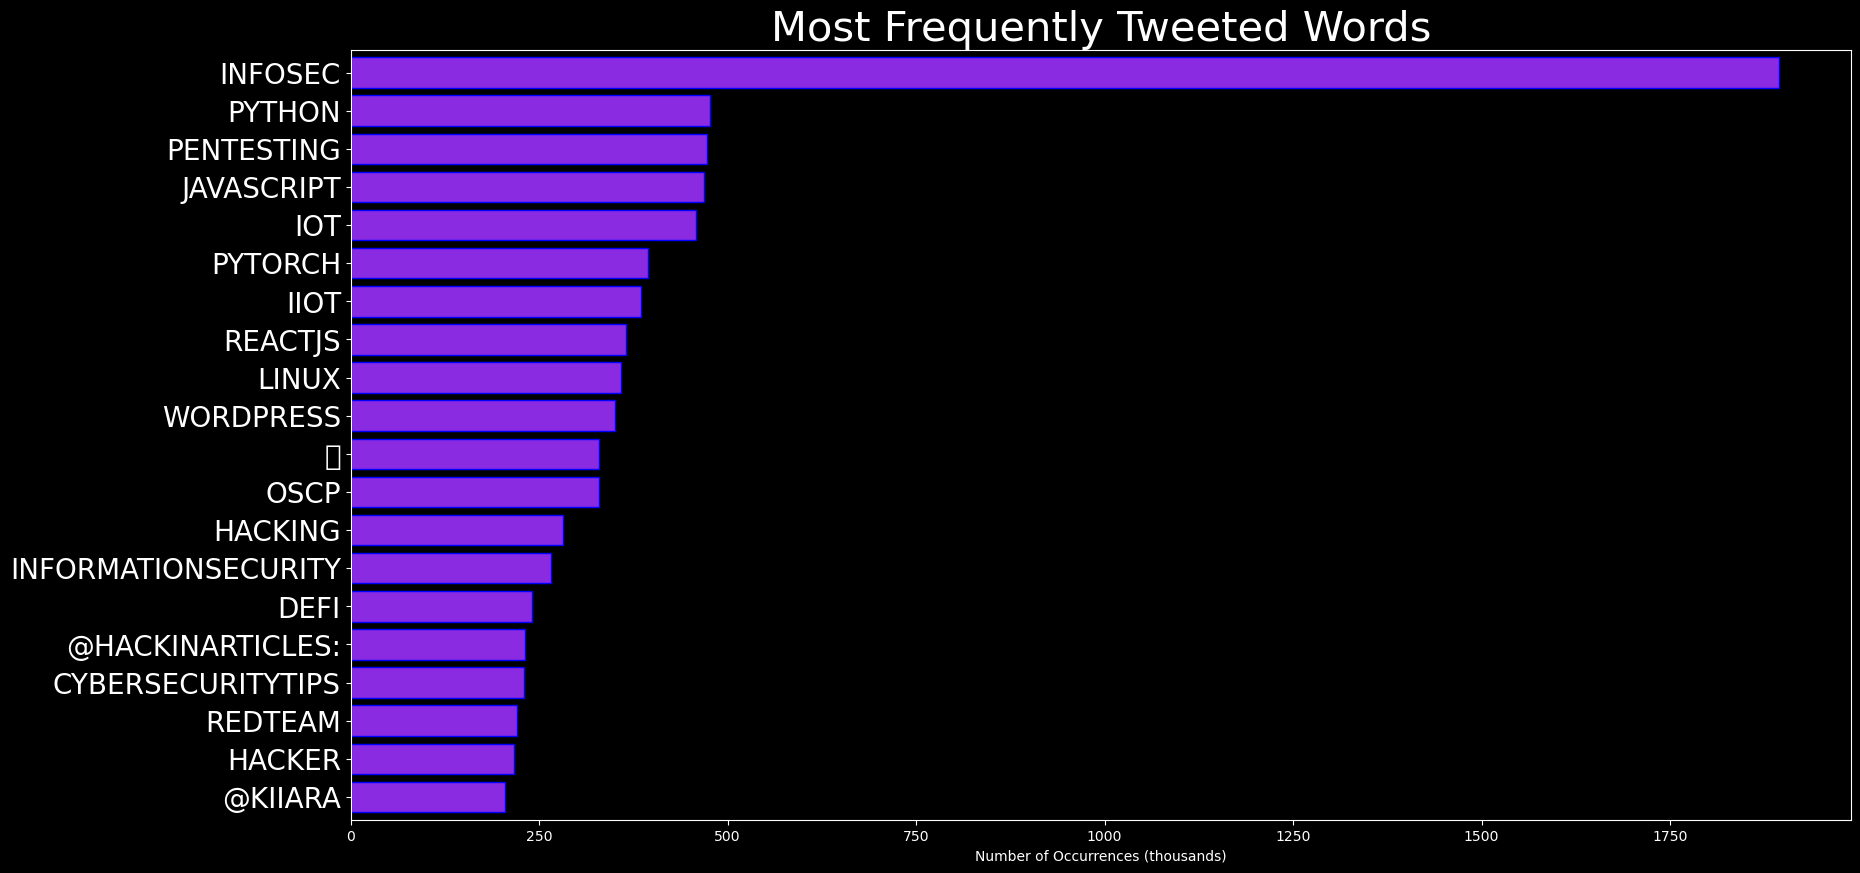 Most Frequently Tweeted Words
INFOSEC
PYTHON
PENTESTING
JAVASCRIPT
IOT
PYTORCH
IIOT
REACTJS
LINUX
WORDPRESS
OSCP
HACKING
INFORMATIONSECURITY
DEFI
@HACKINARTICLES:
CYBERSECURITYTIPS
REDTEAM
HACKER
@KIIARA
0 250 500 750 1000 1250 1500 1750
Number of Occurrences (thousands)